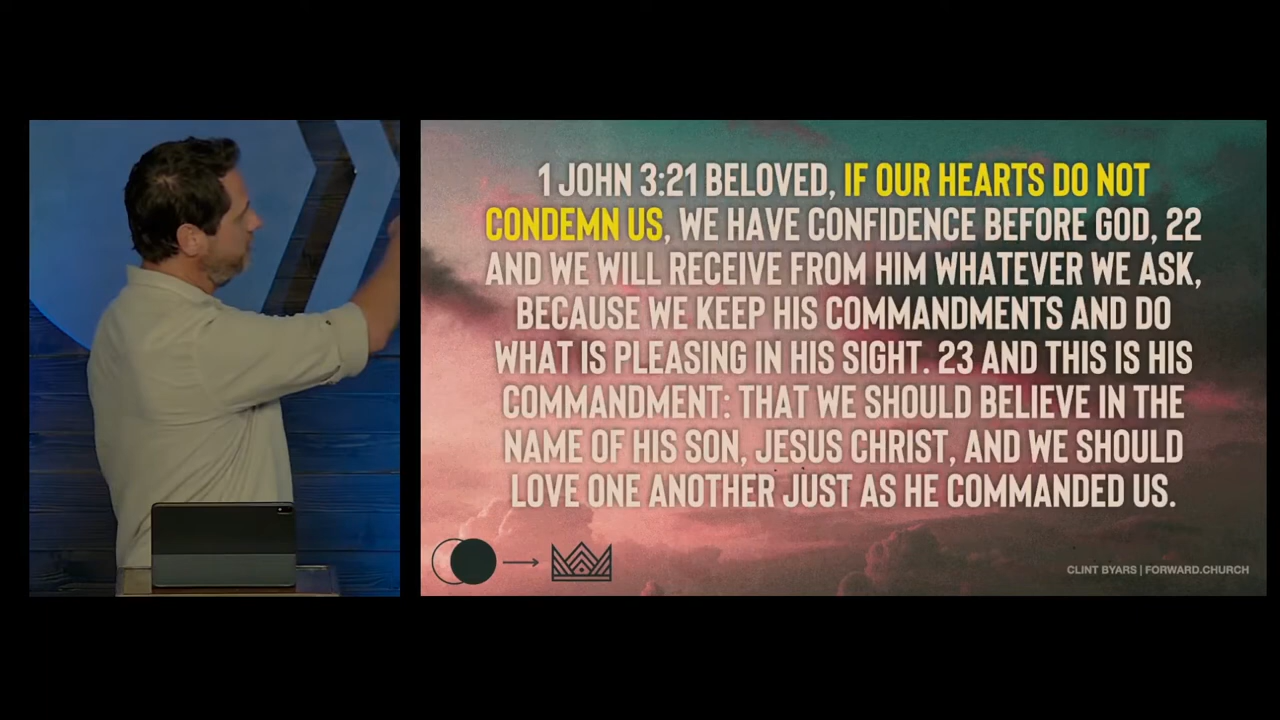 1 JOHN 3:21 BELOVED, IF OUR HEARTS DO NOT
CONDEMN US, WE HAVE CONFIDENCE BEFORE GOD, 22
AND WE WILL RECEIVE FROM HIM WHATEVER WE ASK,
BECAUSE WE KEEP HIS COMMANDMENTS AND DO
WHAT IS PLEASING IN HIS SIGHT. 23 AND THIS IS HIS
COMMANDMENT: THAT WE SHOULD BELIEVE IN THE
NAME OF HIS SON, JESUS CHRIST, AND WE SHOULD
LOVE ONE ANOTHER JUST AS HE COMMANDED US.
CLINT BYARS | FORWARD.CHURCH